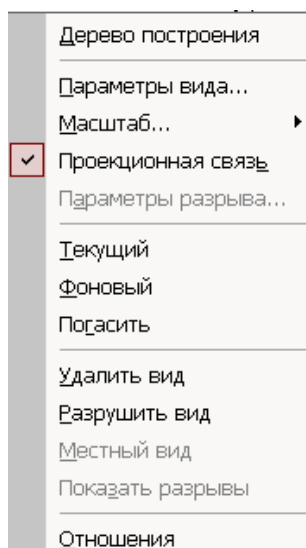 Дерево построения
Параметры вида...
Масштаб...
Проекционная связь
Параметры разрыва...
Текущий
Фоновый
Погасить
Удалить вид
Разрушить вид
Местный вид
Показать разрывы
Отношения